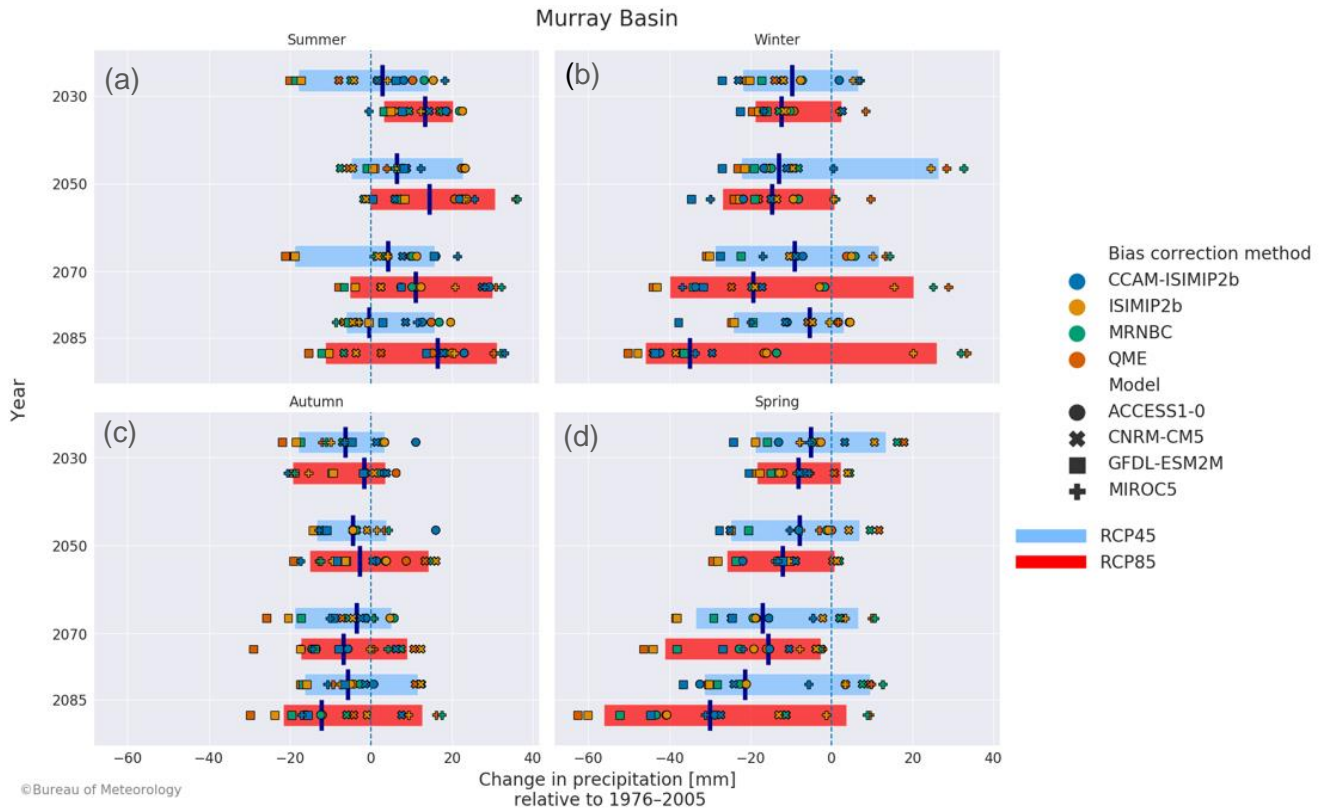 Murray Basin
Summer
Winter
(a)
(b)
2030
2050
2070
2085
Year
Autumn
Spring
(c)
(d)
2030
2050
2070
2085
−60 −40 −20 0 20 40
−60 −40 −20 0 20 40
Change in precipitation [mm]
relative to 1976–2005
©Bureau of Meteorology
Bias correction method
CCAM-ISIMIP2b
ISIMIP2b
MRNBC
QME
Model
ACCESS1-0
CNRM-CM5
GFDL-ESM2M
MIROC5
RCP45
RCP85